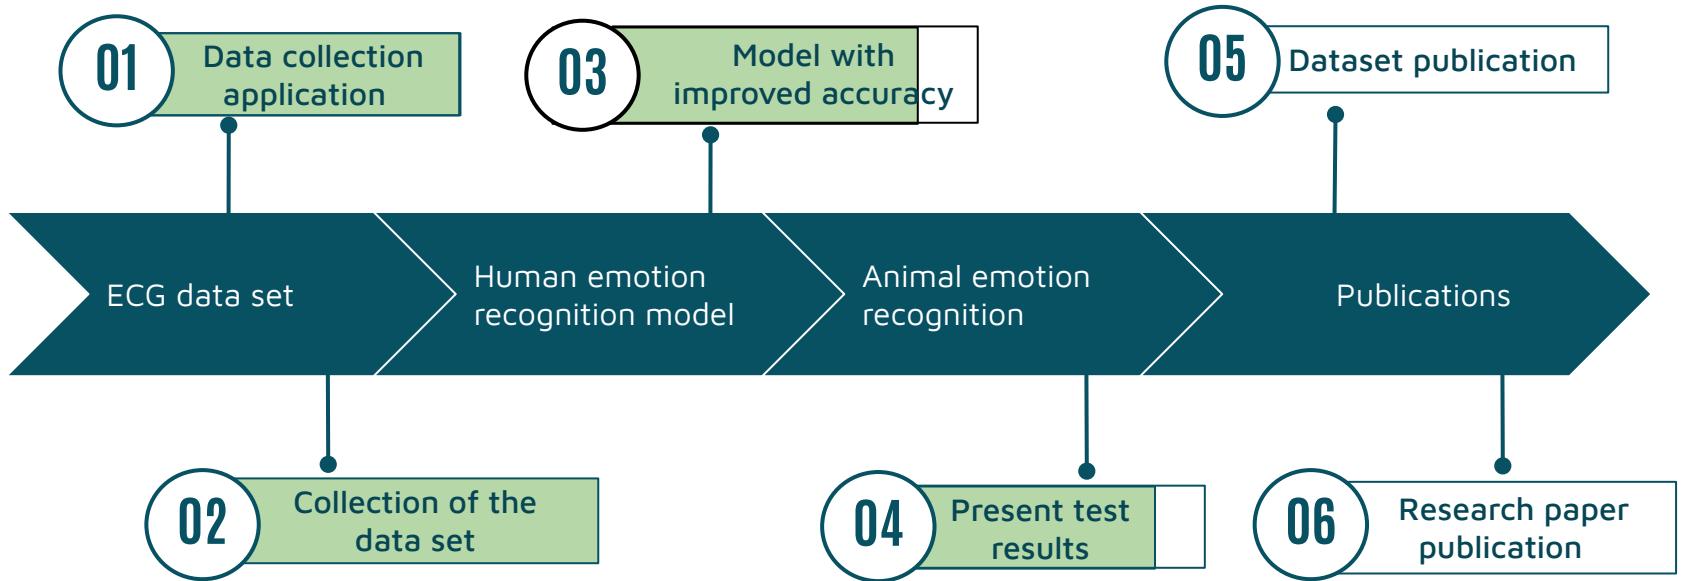 01
Data collection
application
03
Model with
improved accuracy
05
Dataset publication
ECG data set
Human emotion
recognition model
Animal emotion
recognition
Publications
02
Collection of the
data set
04
Present test
results
06
Research paper
publication